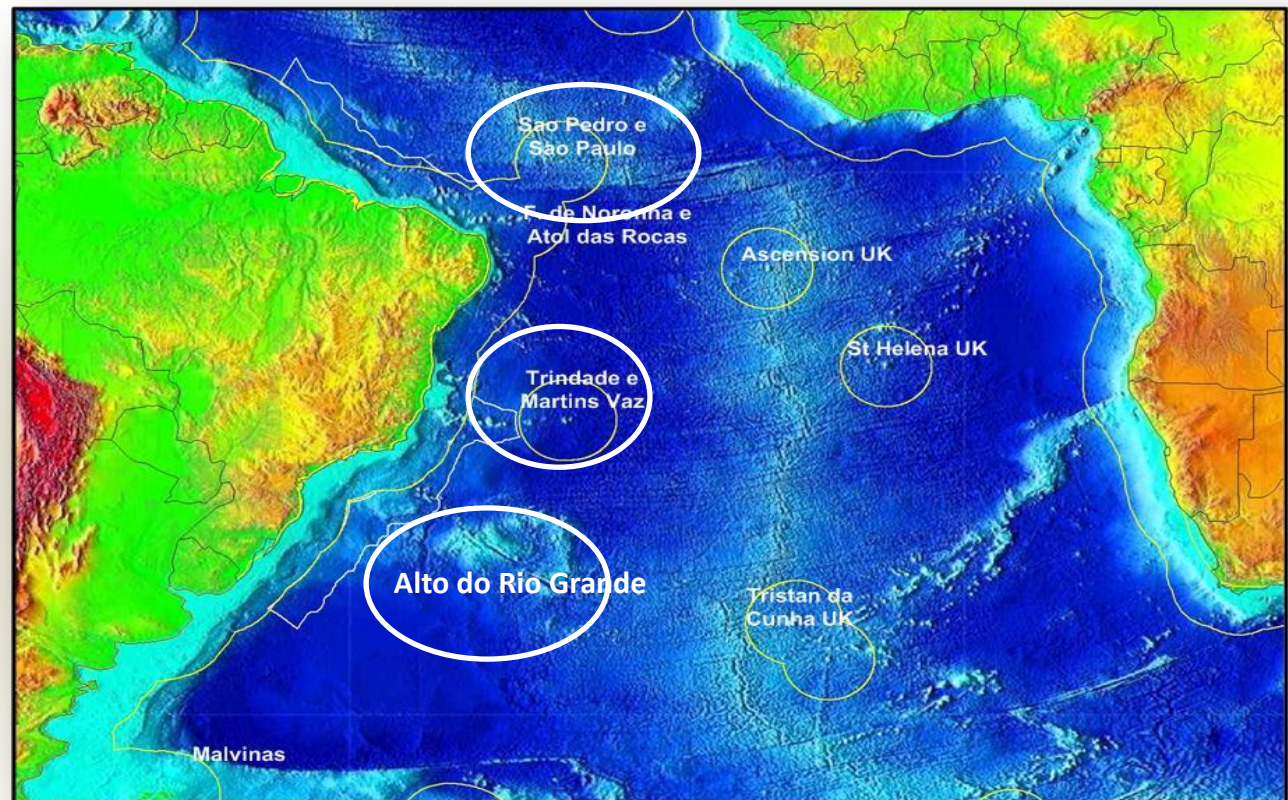 Sao Pedro e
Sao Paulo
F. de Noronha e
Atol das Rocas
Ascension UK
St Helena UK
Trindade e
Martins Vaz
Alto do Rio Grande
Tristan da
Cunha UK
Malvinas